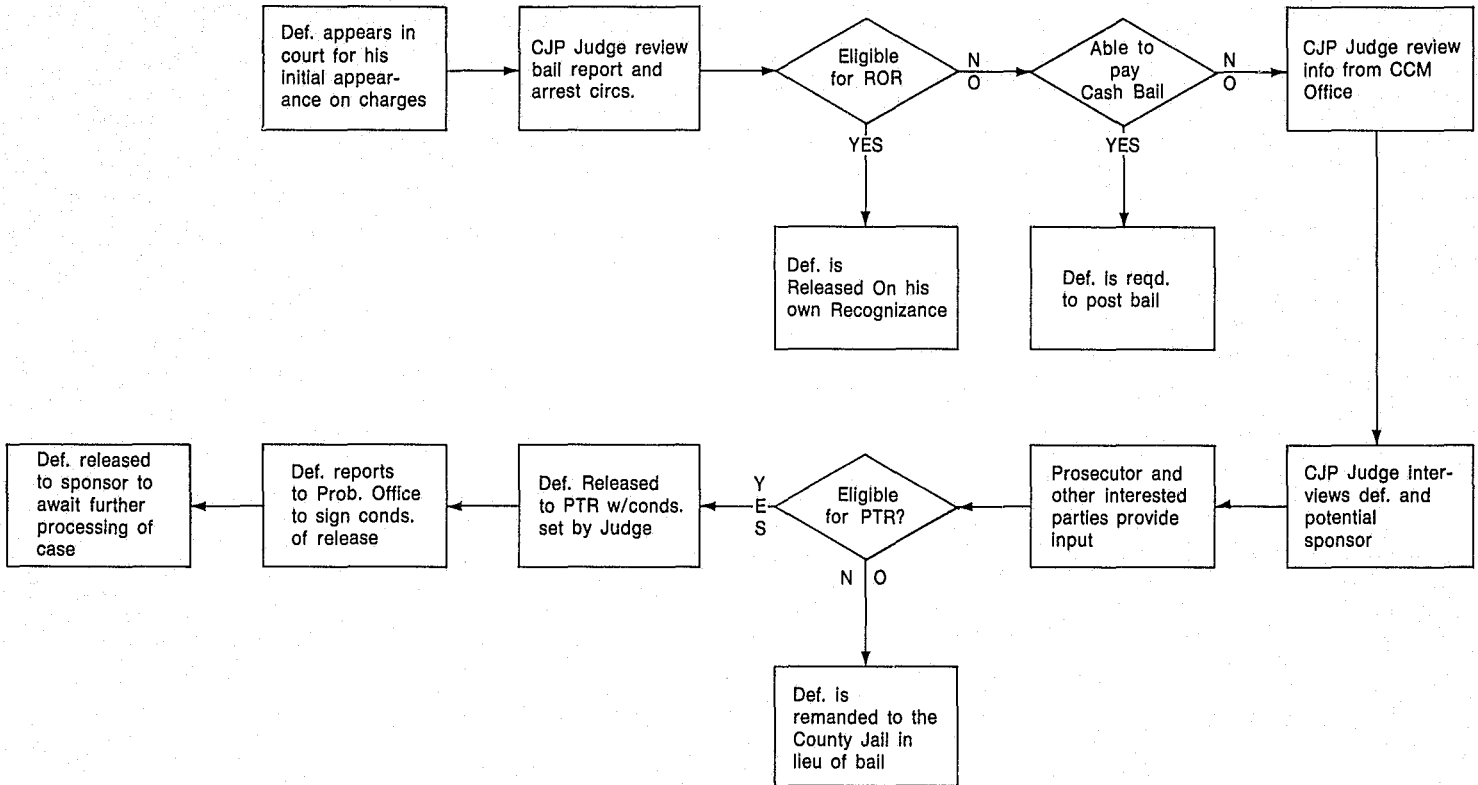 Def. appears in
court for his
initial appear-
ance on charges
CJP Judge review
bail report and
arrest circs.
Eligible
for ROR
N
O
YES
Able to
pay
Cash Bail
N
O
YES
CJP Judge review
info from CCM
Office
Def. is
Released On his
own Recognizance
Def. is reqd.
to post bail
CJP Judge inter-
views def. and
potential
sponsor
Prosecutor and
other interested
parties provide
input
Eligible
for PTR?
Y
E
S
N O
Def. Released
to PTR w/conds.
set by Judge
Def. reports
to Prob. Office
to sign conds.
of release
Def. released
to sponsor to
await further
processing of
case
Def. is
remanded to the
County Jail in
lieu of bail